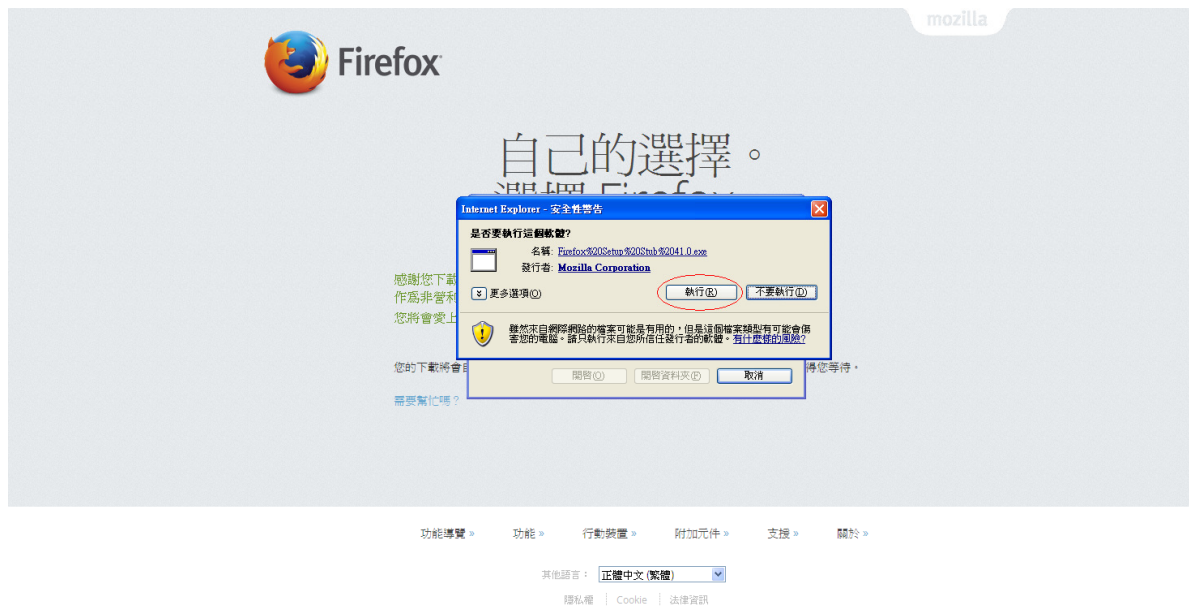 mozilla
Firefox
自己的選擇。
選擇 Firefox
Internet Explorer - 安全性警告
是否要執行這個軟體?
名稱: Firefox%20Setup%20Stub%2041.0.exe
發行者: Mozilla Corporation
更多選項(O)
執行(R)
不要執行(D)
雖然來自網際網路的檔案可能是有用的,但是這個檔案類型有可能會傷
害您的電腦。請只執行來自您所信任發行者的軟體。有什麼樣的風險?
感謝您下載
作為非營利
您將會愛上
您的下載將會自
得您等待。
開啓(O)
開啓資料夾(F)
取消
需要幫忙嗎?
功能導覽 »
功能 »
行動裝置 »
附加元件 »
支援 »
關於 »
其他語言:
正體中文 (繁體)
隱私權
Cookie
法律資訊